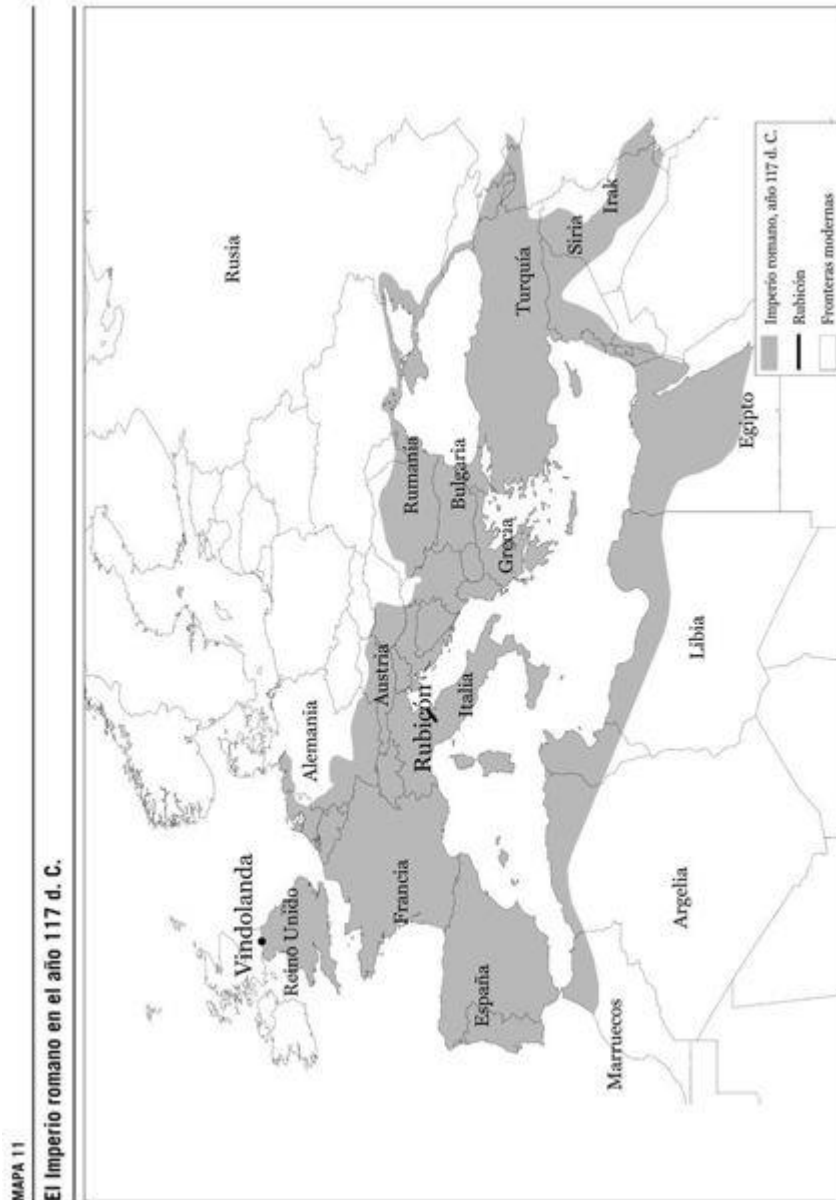 MAPA 11
El Imperio romano en el año 117 d. C.
Rusia
Vindolanda
Reino Unido
Alemania
Francia
Austria
Rumanía
Rubicón
Bulgaria
Italia
España
Grecia
Turquía
Siria
Irak
Marruecos
Argelia
Libia
Egipto
Imperio romano, año 117 d. C.
Rubicón
Fronteras modernas